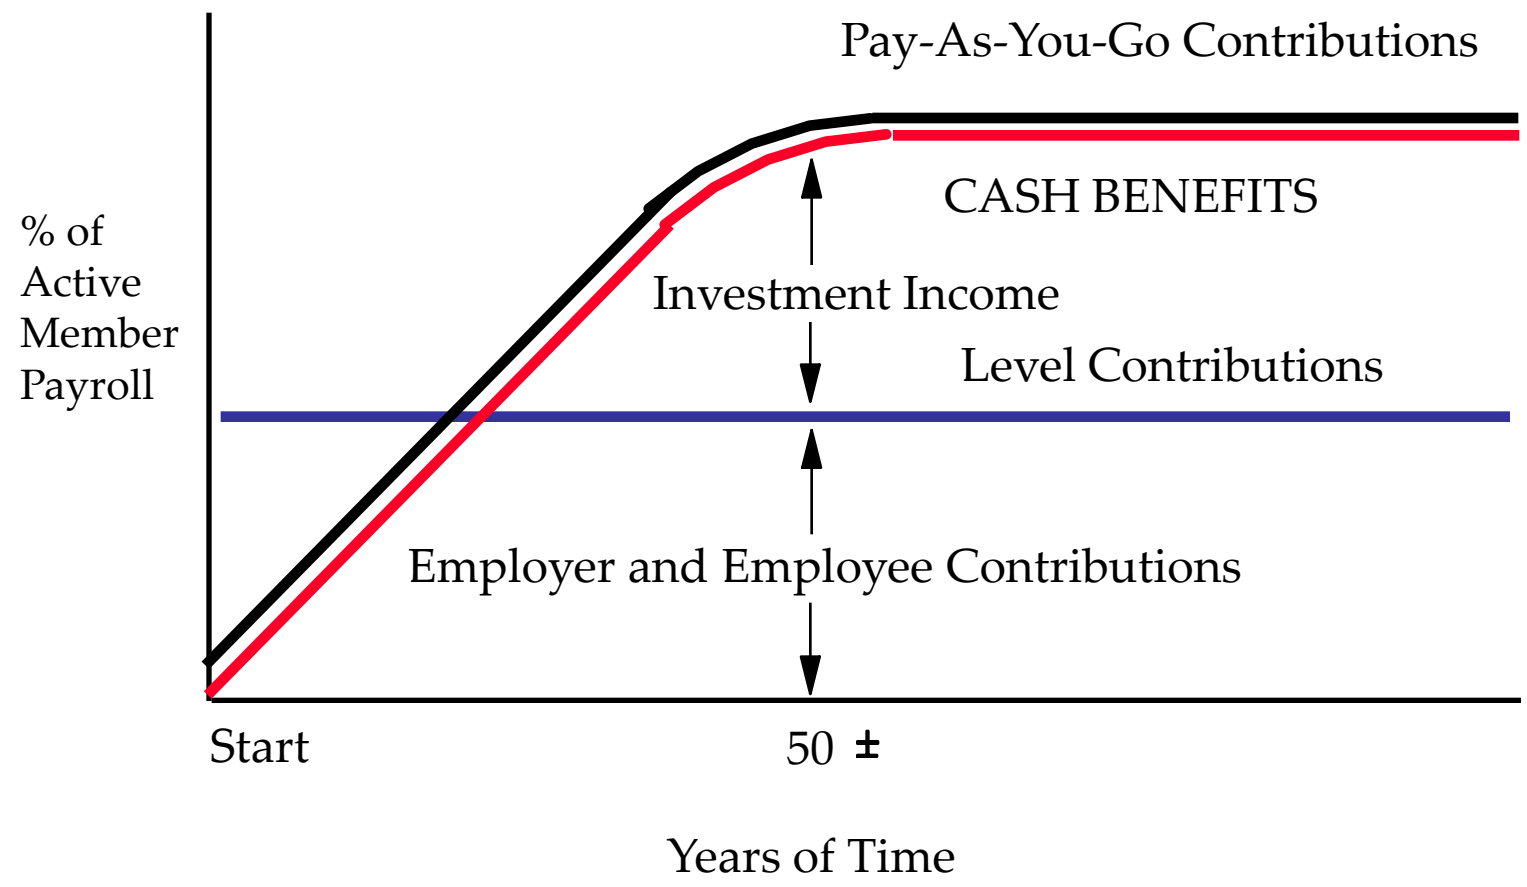 Pay-As-You-Go Contributions
CASH BENEFITS
% of
Active
Member
Payroll
Investment Income
Level Contributions
Employer and Employee Contributions
Start
50 ±
Years of Time